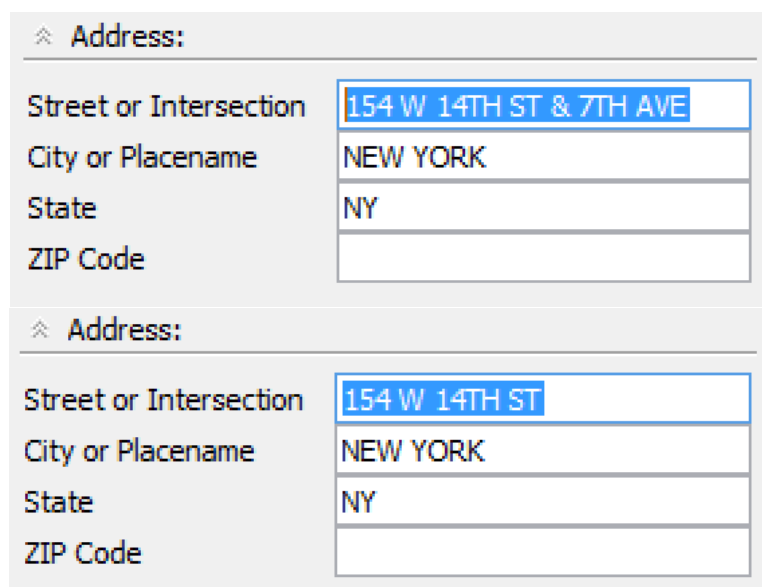 Address:
Street or Intersection 154 W 14TH ST & 7TH AVE
City or Placename NEW YORK
State NY
ZIP Code
Address:
Street or Intersection 154 W 14TH ST
City or Placename NEW YORK
State NY
ZIP Code